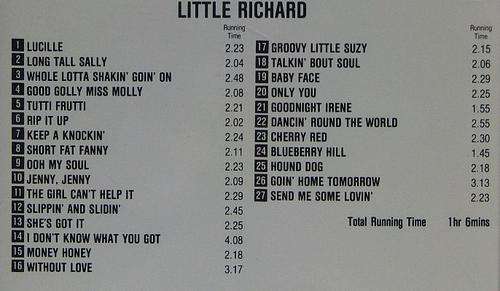 LITTLE RICHARD
Running Time
1 LUCILLE 2.23
2 LONG TALL SALLY 2.04
3 WHOLE LOTTA SHAKIN' GOIN' ON 2.48
4 GOOD GOLLY MISS MOLLY 2.08
5 TUTTI FRUTTI 2.21
6 RIP IT UP 2.02
7 KEEP A KNOCKIN' 2.24
8 SHORT FAT FANNY 2.11
9 OOH MY SOUL 2.23
10 JENNY, JENNY 2.09
11 THE GIRL CAN'T HELP IT 2.29
12 SLIPPIN' AND SLIDIN' 2.45
13 SHE'S GOT IT 2.25
14 I DON'T KNOW WHAT YOU GOT 4.08
15 MONEY HONEY 2.18
16 WITHOUT LOVE 3.17
Running Time
17 GROOVY LITTLE SUZY 2.15
18 TALKIN' BOUT SOUL 2.06
19 BABY FACE 2.29
20 ONLY YOU 2.25
21 GOODNIGHT IRENE 1.55
22 DANCIN' ROUND THE WORLD 2.55
23 CHERRY RED 2.30
24 BLUEBERRY HILL 1.45
25 HOUND DOG 2.18
26 GOIN' HOME TOMORROW 3.13
27 SEND ME SOME LOVIN' 2.23
Total Running Time 1hr 6mins